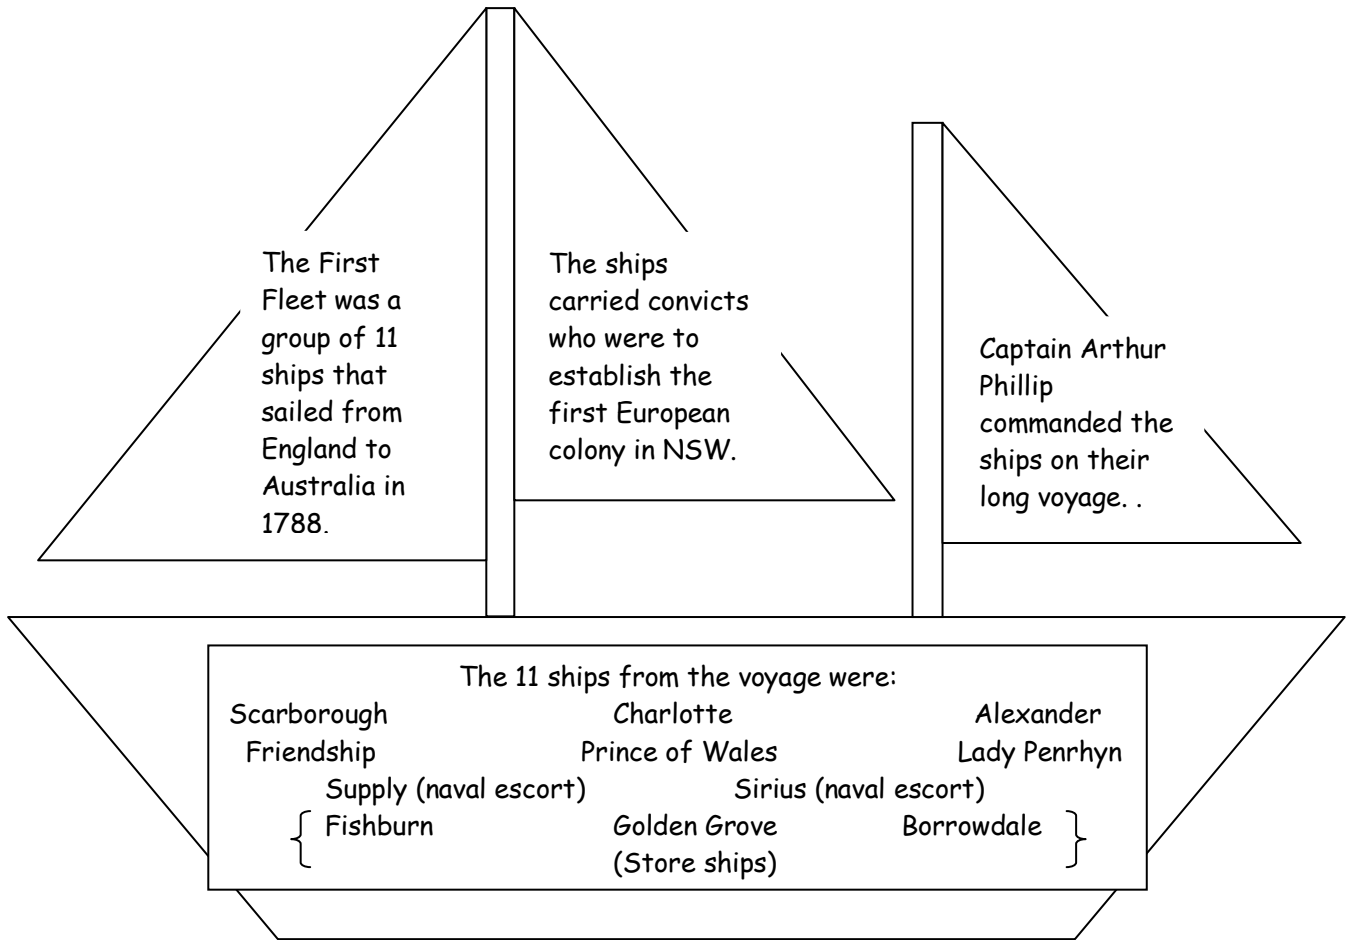 The First
Fleet was a
group of 11
ships that
sailed from
England to
Australia in
1788.
The ships
carried convicts
who were to
establish the
first European
colony in NSW.
Captain Arthur
Phillip
commanded the
ships on their
long voyage. .
The 11 ships from the voyage were:
Scarborough Charlotte Alexander
Friendship Prince of Wales Lady Penrhyn
Supply (naval escort) Sirius (naval escort)
Fishburn Golden Grove Borrowdale
(Store ships)